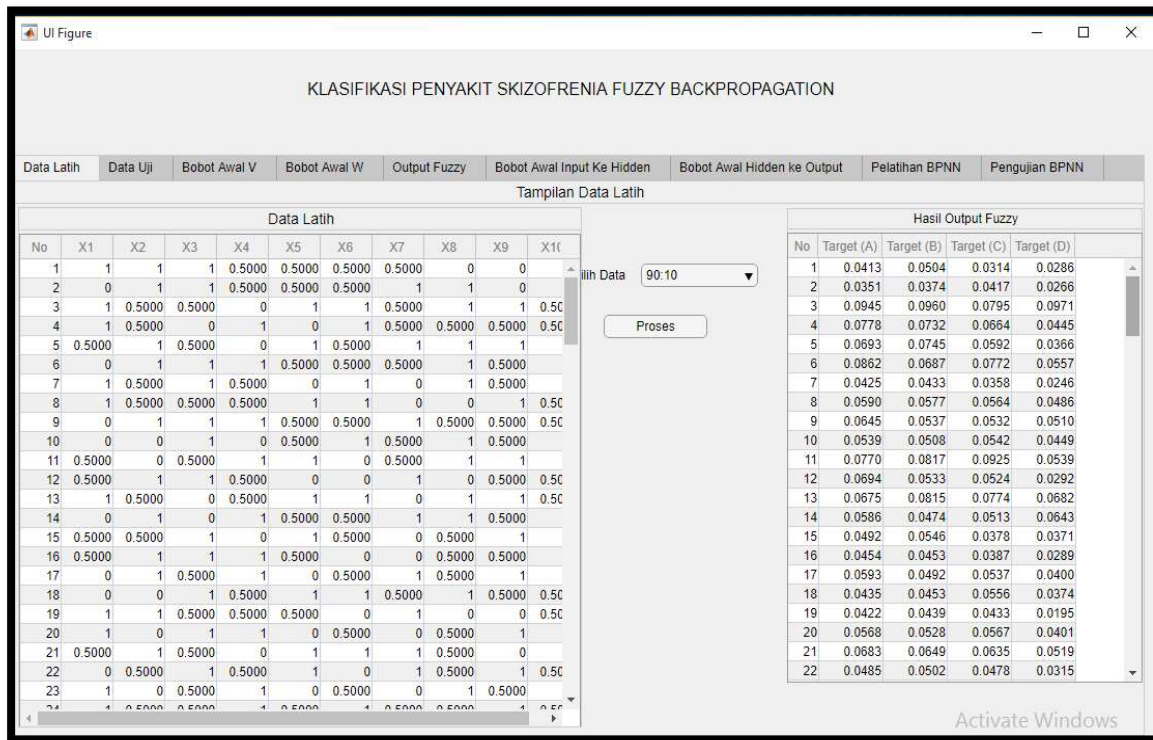 UI Figure
KLASIFIKASI PENYAKIT SKIZOFRENIA FUZZY BACKPROPAGATION
Data Latih Data Uji Bobot Awal V Bobot Awal W Output Fuzzy Bobot Awal Input Ke Hidden Bobot Awal Hidden ke Output Pelatihan BPNN Pengujian BPNN
Tampilan Data Latih
Data Latih
No X1 X2 X3 X4 X5 X6 X7 X8 X9 X1(
1 1 1 1 0.5000 0.5000 0.5000 0.5000 0 0
2 0 1 1 0.5000 0.5000 0.5000 1 1 0
3 1 0.5000 0.5000 0 1 1 0.5000 1 1 0.50
4 1 0.5000 0 1 0 1 0.5000 0.5000 0.5000 0.50
5 0.5000 1 0.5000 0 1 0.5000 1 1 1
6 0 1 1 1 0.5000 0.5000 0.5000 1 0.5000
7 1 0.5000 1 0.5000 0 1 0 1 0.5000
8 1 0.5000 0.5000 0.5000 1 1 0 0 1 0.50
9 0 1 1 1 0.5000 0.5000 1 0.5000 0.5000 0.50
10 0 0 1 0 0.5000 1 0.5000 1 0.5000
11 0.5000 0 0.5000 1 1 0 0.5000 1 1
12 0.5000 1 1 0.5000 0 0 1 0 0.5000 0.50
13 1 0.5000 0 0.5000 1 1 0 1 1 0.50
14 0 1 0 1 0.5000 0.5000 1 1 0.5000
15 0.5000 0.5000 1 0 1 0.5000 0 0.5000 1
16 0.5000 1 1 1 0.5000 0 0 0.5000 0.5000
17 0 1 0.5000 1 0 0.5000 1 0.5000 1
18 0 0 1 0.5000 1 1 0.5000 1 0.5000 0.50
19 1 1 0.5000 0.5000 0.5000 0 1 0 0 0.50
20 1 0 1 1 0 0.5000 0 0.5000 1
21 0.5000 1 0.5000 0 1 1 1 0.5000 0
22 0 0.5000 1 0.5000 1 0 1 0.5000 1 0.50
23 1 0 0.5000 1 0 0.5000 0 1 0.5000
ilih Data 90:10
Proses
Hasil Output Fuzzy
No Target (A) Target (B) Target (C) Target (D)
1 0.0413 0.0504 0.0314 0.0286
2 0.0351 0.0374 0.0417 0.0266
3 0.0945 0.0960 0.0795 0.0971
4 0.0778 0.0732 0.0664 0.0445
5 0.0693 0.0745 0.0592 0.0366
6 0.0862 0.0687 0.0772 0.0557
7 0.0425 0.0433 0.0358 0.0246
8 0.0590 0.0577 0.0564 0.0486
9 0.0645 0.0537 0.0532 0.0510
10 0.0539 0.0508 0.0542 0.0449
11 0.0770 0.0817 0.0925 0.0539
12 0.0694 0.0533 0.0524 0.0292
13 0.0675 0.0815 0.0774 0.0682
14 0.0586 0.0474 0.0513 0.0643
15 0.0492 0.0546 0.0378 0.0371
16 0.0454 0.0453 0.0387 0.0289
17 0.0593 0.0492 0.0537 0.0400
18 0.0435 0.0453 0.0556 0.0374
19 0.0422 0.0439 0.0433 0.0195
20 0.0568 0.0528 0.0567 0.0401
21 0.0683 0.0649 0.0635 0.0519
22 0.0485 0.0502 0.0478 0.0315
Activate Windows